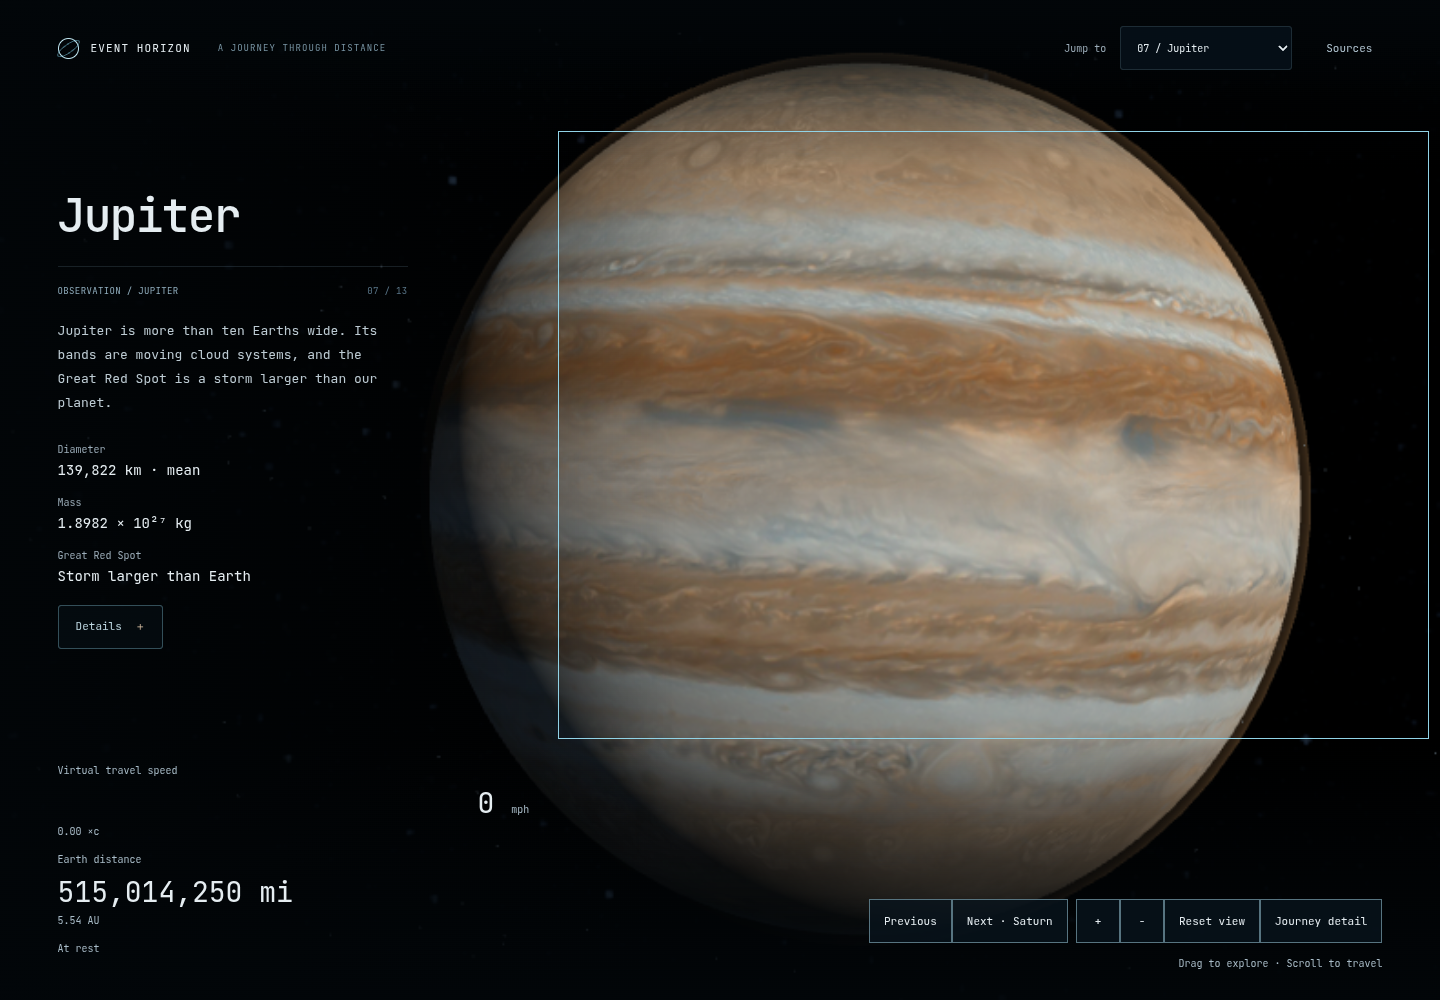 EVENT HORIZON
A JOURNEY THROUGH DISTANCE
Jump to
07 / Jupiter
Sources
Jupiter
OBSERVATION / JUPITER
07 / 13
Jupiter is more than ten Earths wide. Its
bands are moving cloud systems, and the
Great Red Spot is a storm larger than our
planet.
Diameter
139,822 km · mean
Mass
1.8982 × 10²⁷ kg
Great Red Spot
Storm larger than Earth
Details +
Virtual travel speed
0 mph
0.00 ×c
Earth distance
515,014,250 mi
5.54 AU
At rest
Previous
Next · Saturn
+
-
Reset view
Journey detail
Drag to explore · Scroll to travel